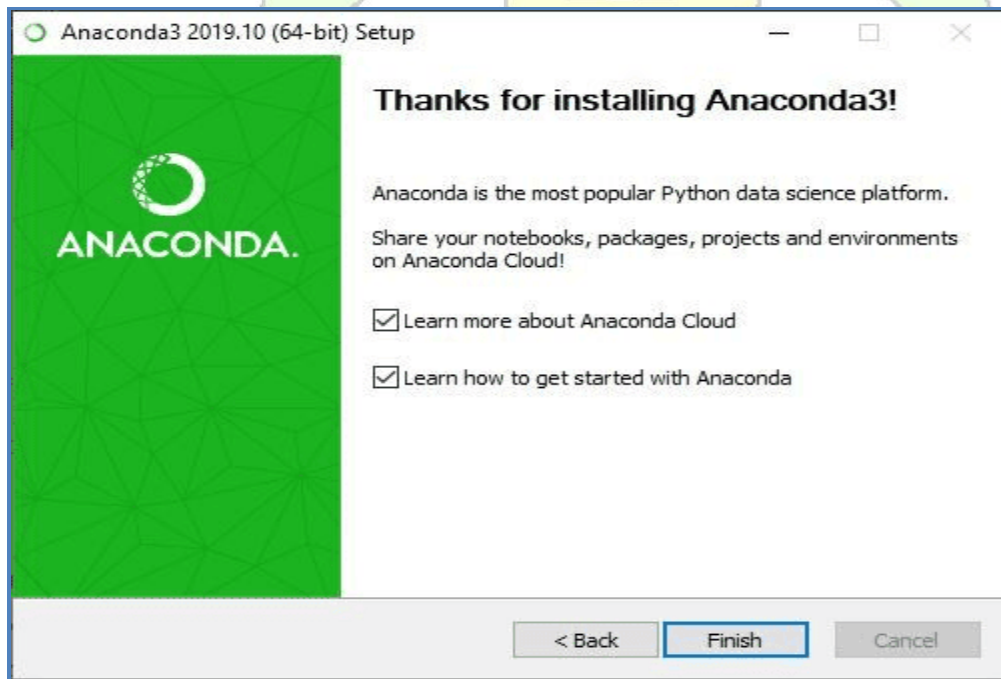 Anaconda3 2019.10 (64-bit) Setup
Thanks for installing Anaconda3!
ANACONDA.
Anaconda is the most popular Python data science platform.
Share your notebooks, packages, projects and environments
on Anaconda Cloud!
Learn more about Anaconda Cloud
Learn how to get started with Anaconda
< Back
Finish
Cancel